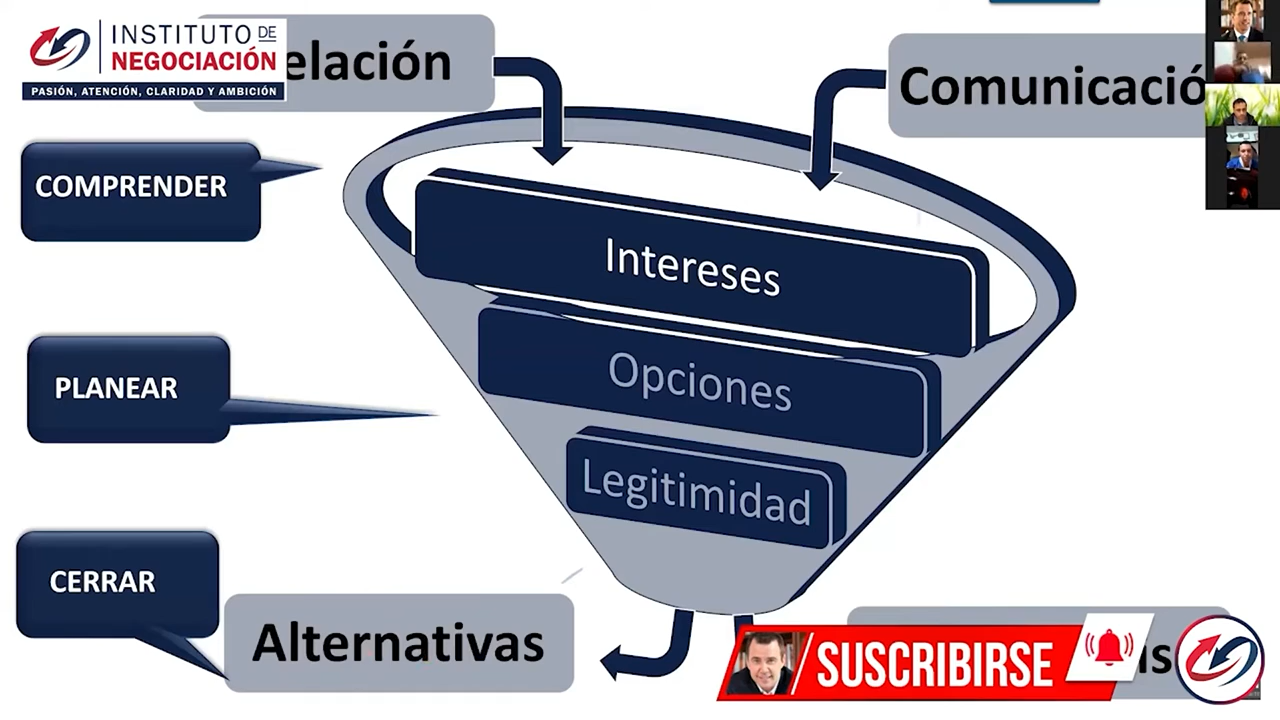 INSTITUTO DE
NEGOCIACIÓN
PASIÓN, ATENCIÓN, CLARIDAD Y AMBICIÓN
elación
Comunicació
COMPRENDER
Intereses
PLANEAR
Opciones
Legitimidad
CERRAR
Alternativas
SUSCRIBIRSE